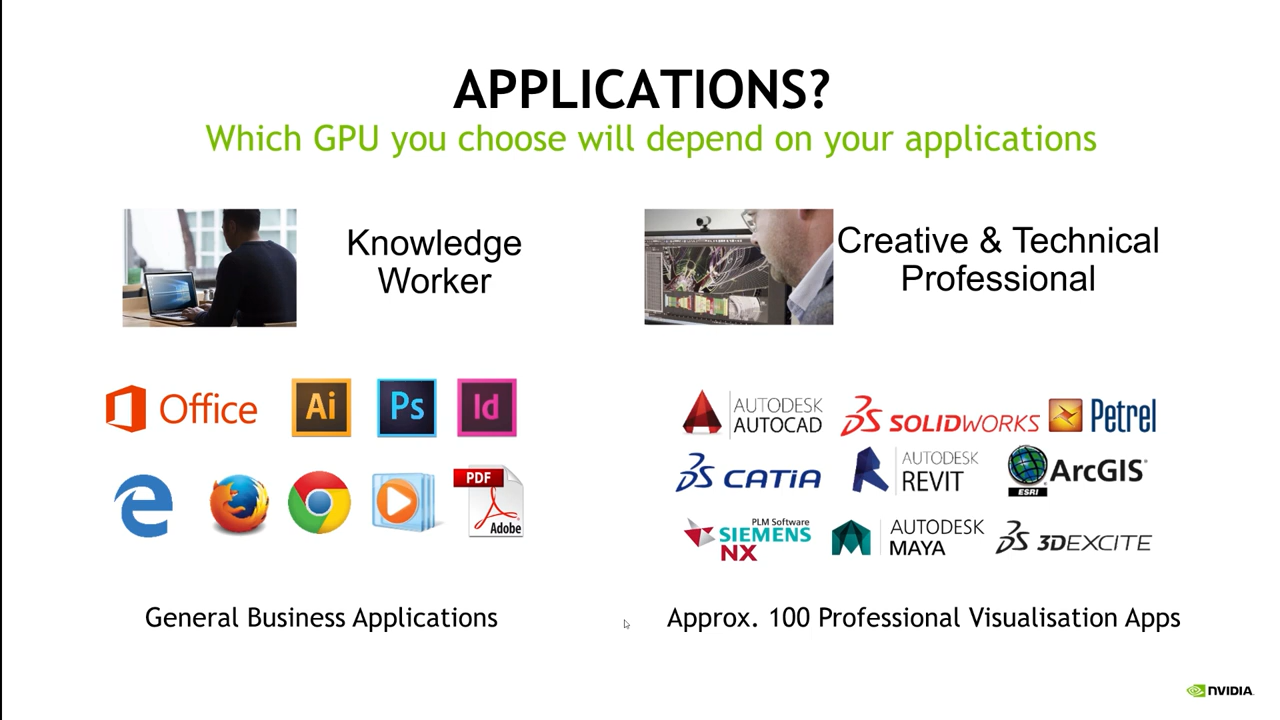 APPLICATIONS?
Which GPU you choose will depend on your applications
Knowledge
Worker
Creative & Technical
Professional
Office
Ai
Ps
Id
PDF
Adobe
General Business Applications
AUTODESK
AUTOCAD
SOLIDWORKS
Petrel
CATIA
AUTODESK
REVIT
ArcGIS
ESRI
PLM Software
SIEMENS
NX
AUTODESK
MAYA
3DEXCITE
Approx. 100 Professional Visualisation Apps
NVIDIA